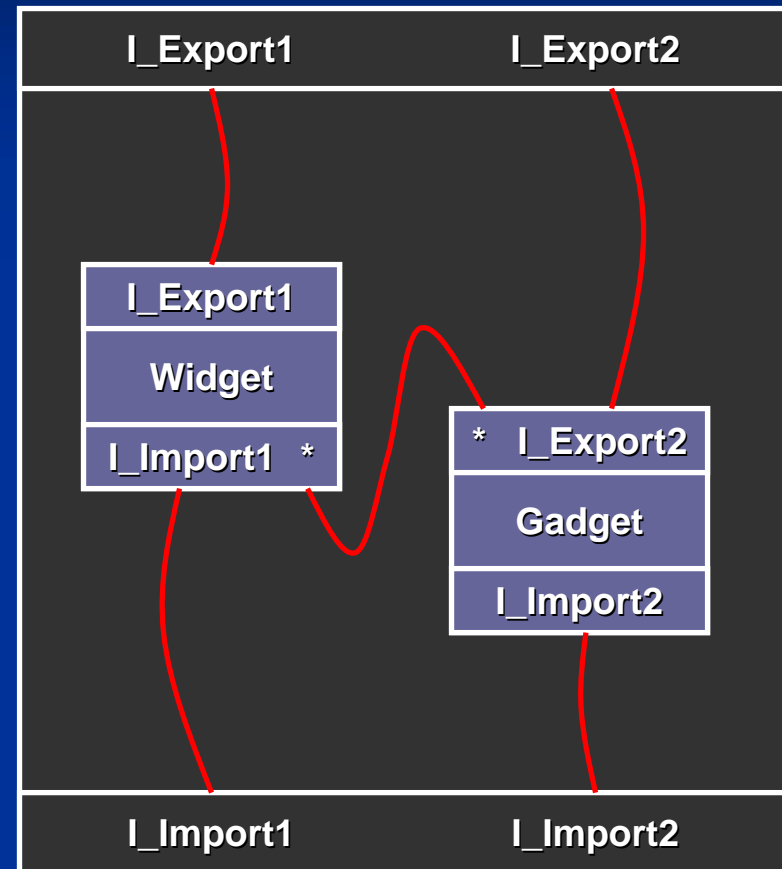 I_Export1 I_Export2
I_Export1
Widget
I_Import1 *
* I_Export2
Gadget
I_Import2
I_Import1 I_Import2